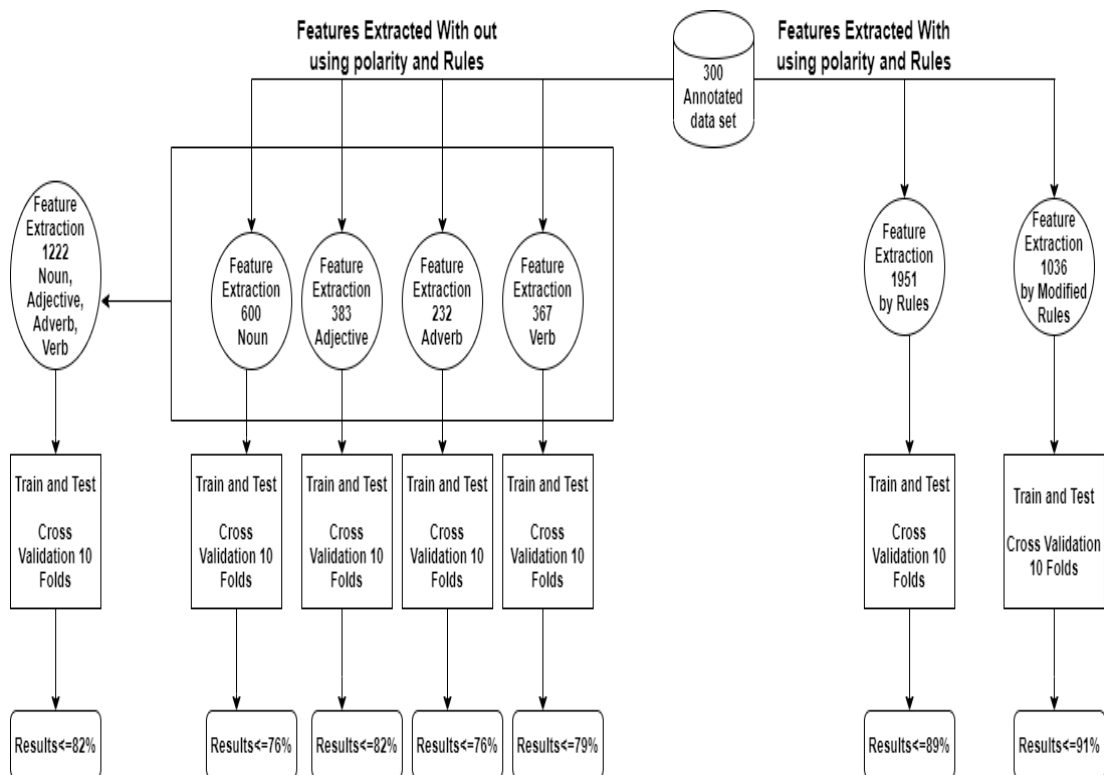 Features Extracted With out
using polarity and Rules
300
Annotated
data set
Features Extracted With
using polarity and Rules
Feature
Extraction
1222
Noun,
Adjective,
Adverb,
Verb
Feature
Extraction
600
Noun
Feature
Extraction
383
Adjective
Feature
Extraction
232
Adverb
Feature
Extraction
367
Verb
Feature
Extraction
1951
by Rules
Feature
Extraction
1036
by Modified
Rules
Train and Test
Cross
Validation 10
Folds
Train and Test
Cross
Validation 10
Folds
Train and Test
Cross
Validation 10
Folds
Train and Test
Cross
Validation 10
Folds
Train and Test
Cross
Validation 10
Folds
Train and Test
Cross
Validation 10
Folds
Train and Test
Cross Validation
10 Folds
Results<=82%
Results<=76%
Results<=82%
Results<=76%
Results<=79%
Results<=89%
Results<=91%